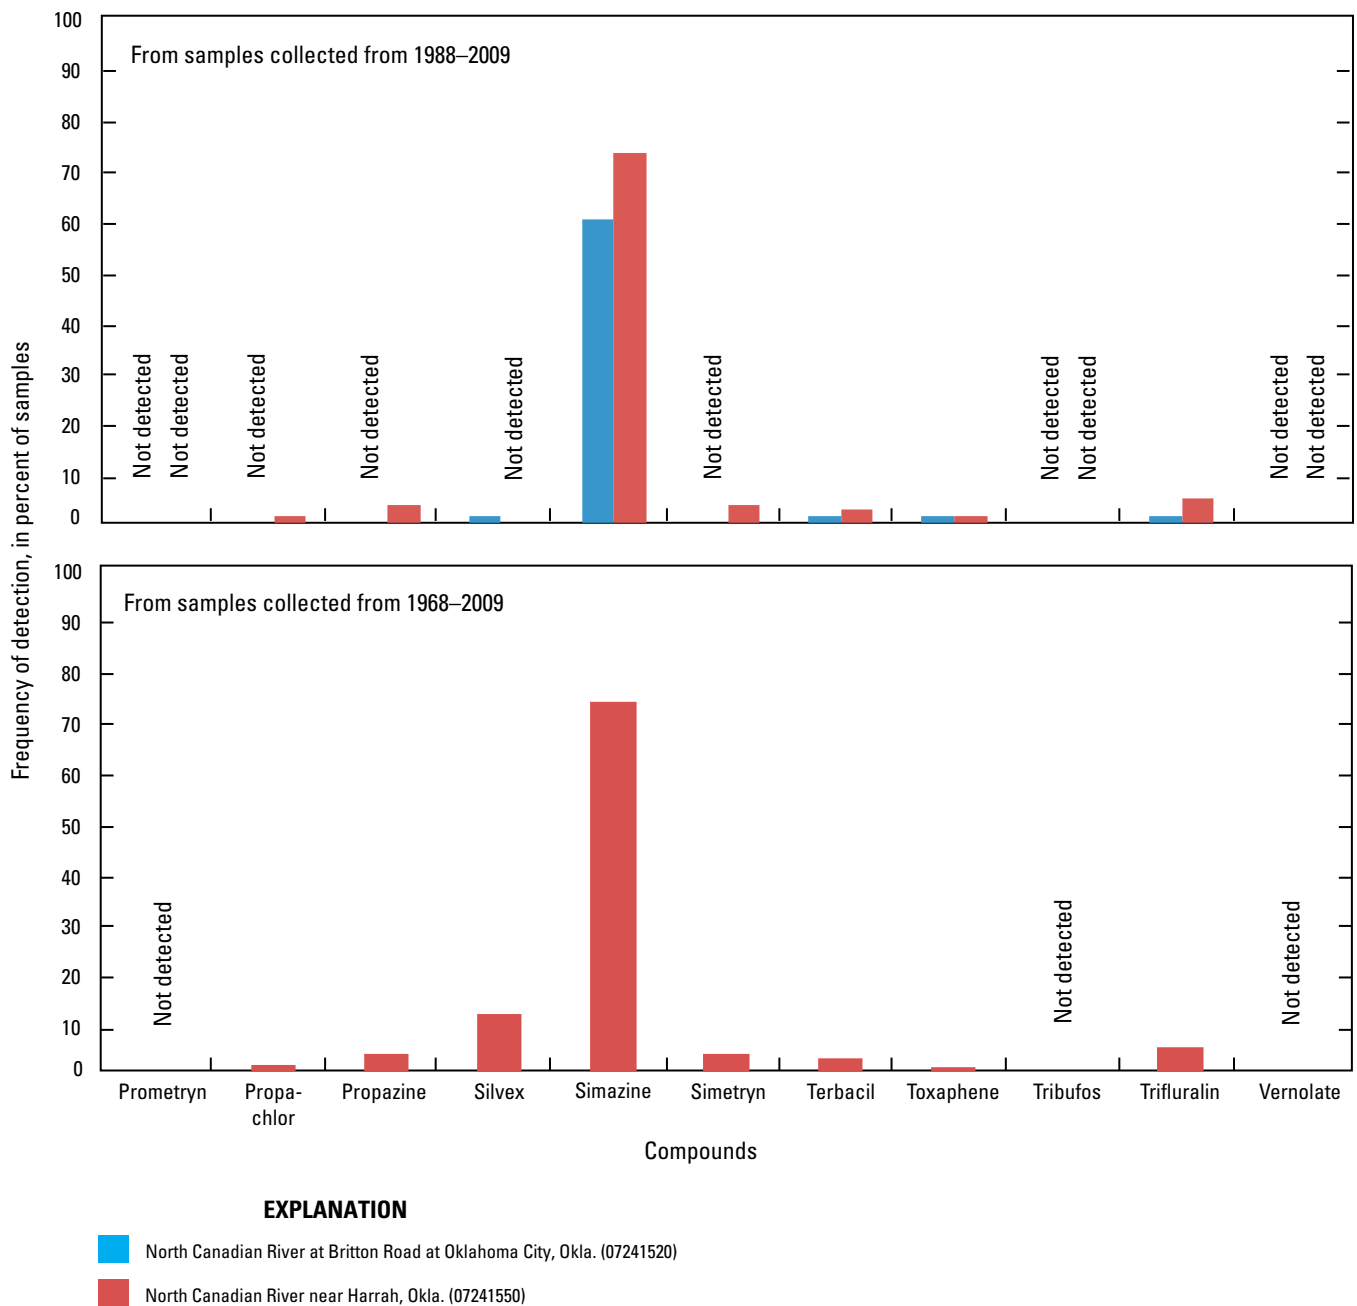 Frequency of detection, in percent of samples
100
90
80
70
60
50
40
30
20
10
0
From samples collected from 1988–2009
Not detected
Not detected
Not detected
Not detected
Not detected
Not detected
Not detected
Not detected
Not detected
Not detected
100
90
80
70
60
50
40
30
20
10
0
From samples collected from 1968–2009
Not detected
Not detected
Not detected
Prometryn
Propa-
chlor
Propazine
Silvex
Simazine
Simetryn
Terbacil
Toxaphene
Tribufos
Trifluralin
Vernolate
Compounds
EXPLANATION
North Canadian River at Britton Road at Oklahoma City, Okla. (07241520)
North Canadian River near Harrah, Okla. (07241550)